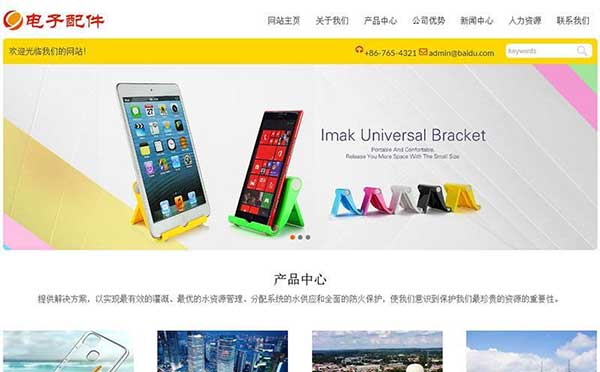 电子配件
网站主页 关于我们 产品中心 公司优势 新闻中心 人力资源 联系我们
欢迎光临我们的网站!
+86-765-4321 admin@baidu.com keywords
Imak Universal Bracket
Portable And Comfortable,
Release You More Space With The Small Size
产品中心
提供解决方案，以实现最有效的灌溉、最优的水资源管理、分配系统的水供应和全面的防火保护，使我们意识到保护我们最珍贵的资源的重要性。